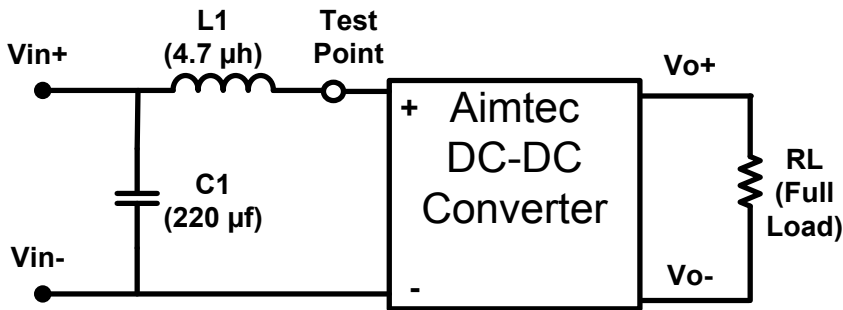 L1
(4.7 µh)
Test
Point
Vin+
Vo+
+
Aimtec
DC-DC
Converter
C1
(220 µf)
RL
(Full
Load)
Vin-
-
Vo-